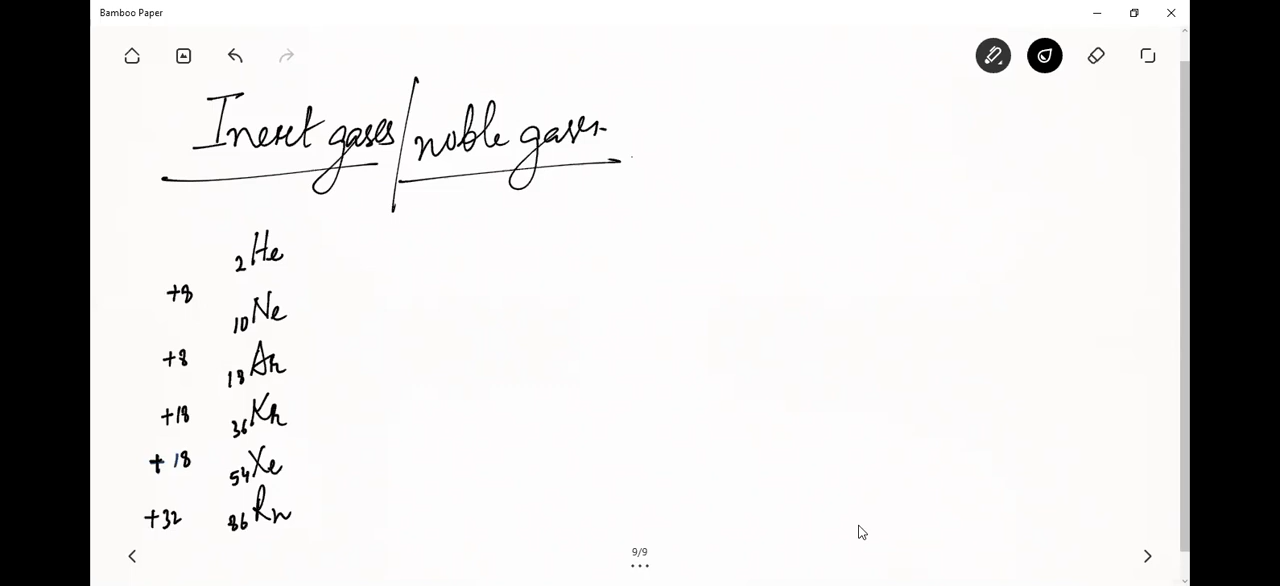 Bamboo Paper
Inert gases / noble gases
2He
+8
10Ne
+8 18Ar
+18 36Kr
+18 54Xe
+32 86Rn
9/9